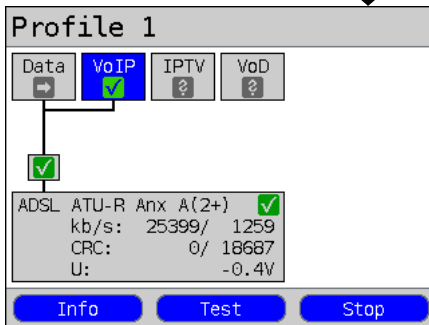 Profile 1
Data VoIP IPTV VoD
ADSL ATU-R Anx A(2+)
kb/s: 25399/ 1259
CRC: 0/ 18687
U: -0.4V
Info Test Stop